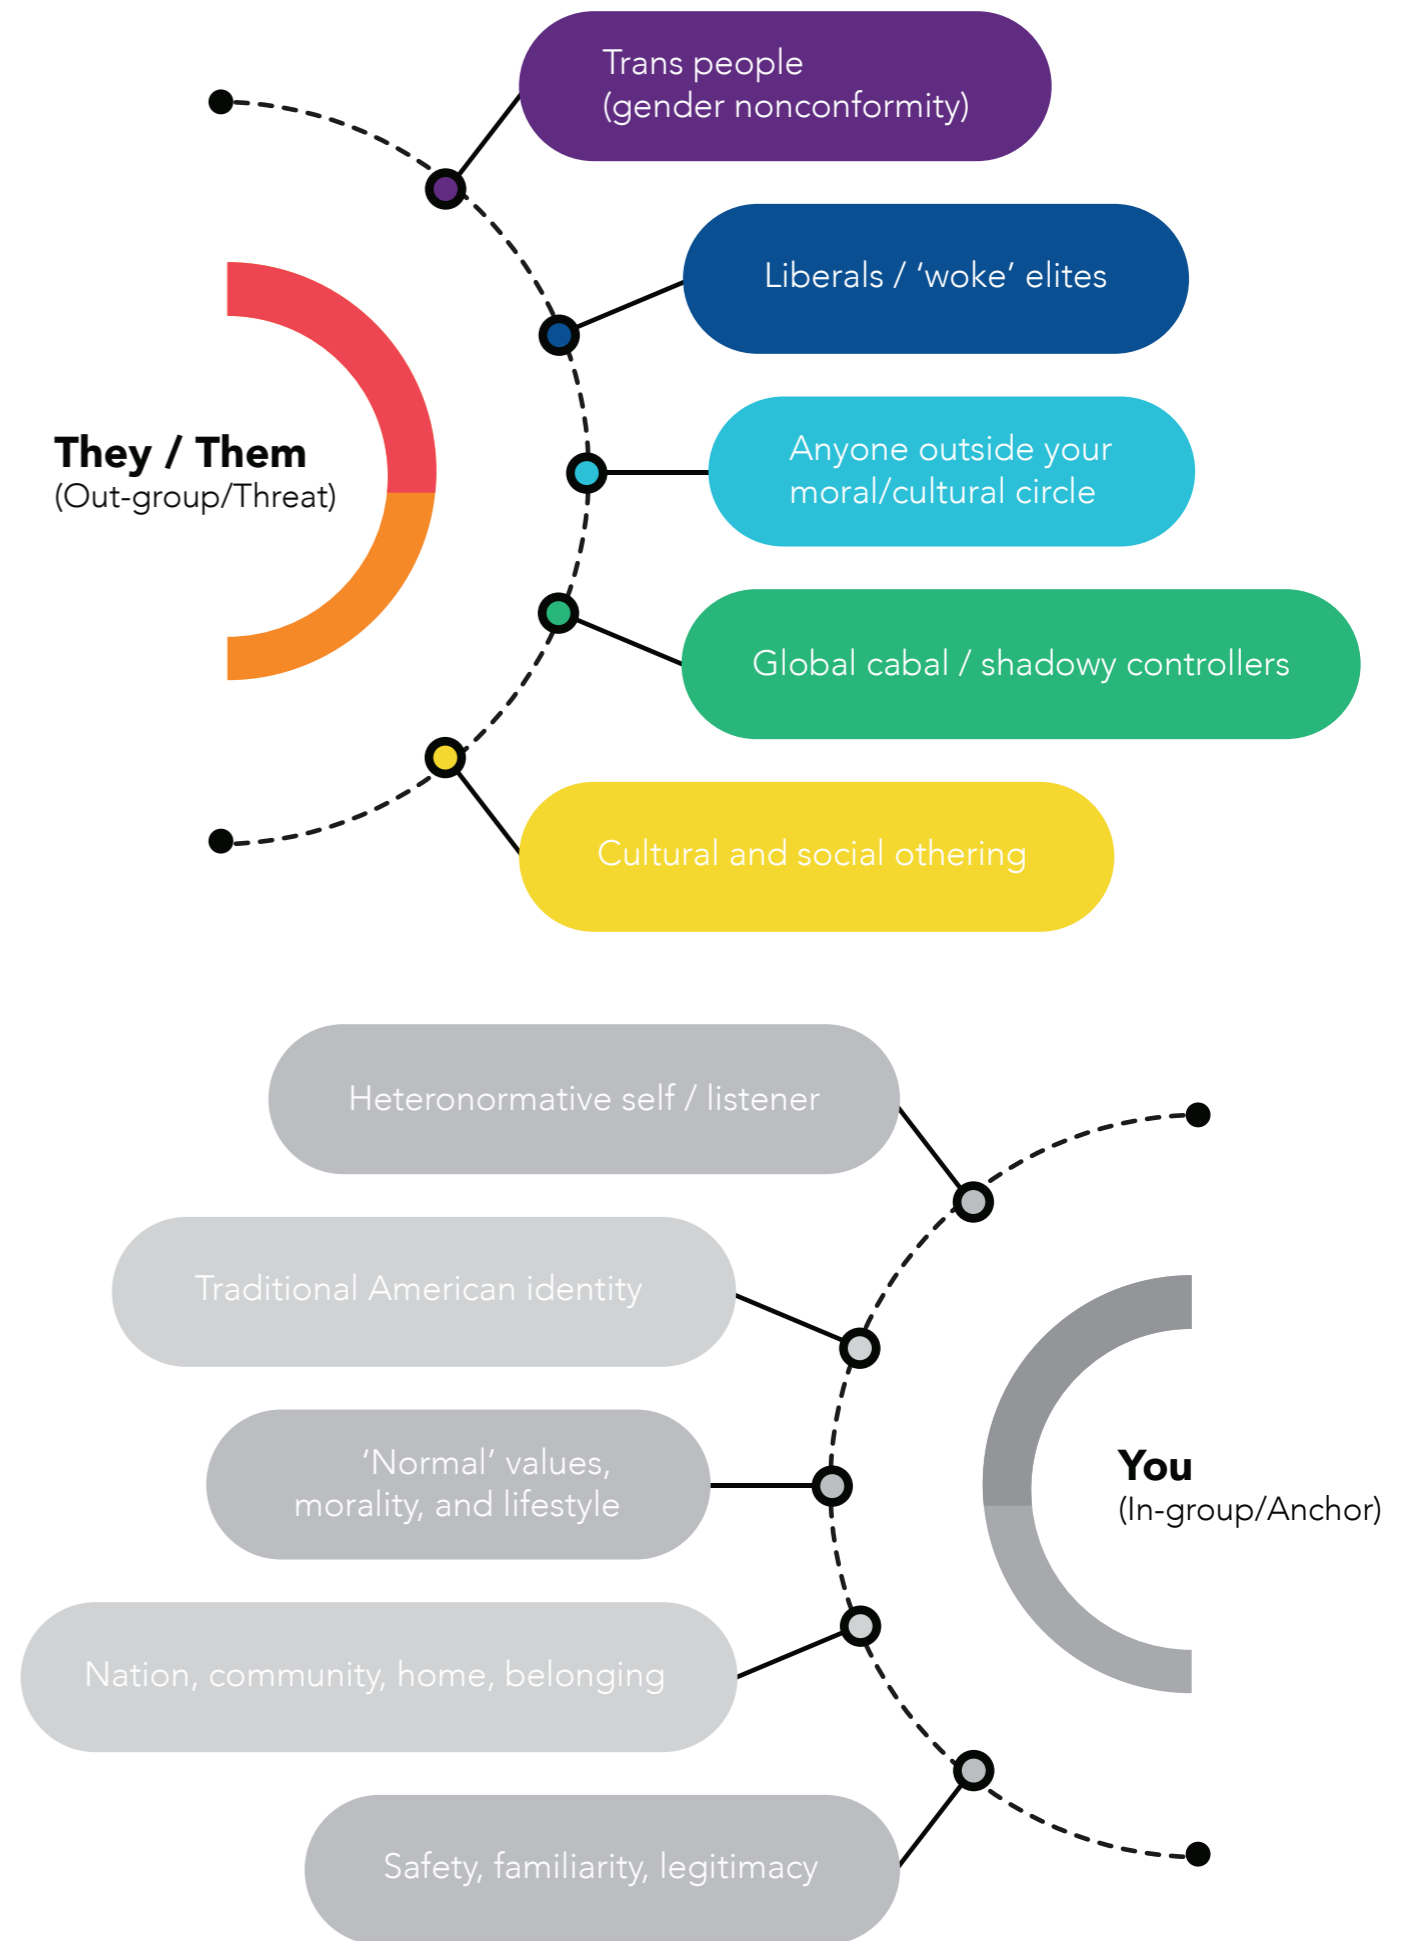 Trans people
(gender nonconformity)
Liberals / ‘woke’ elites
They / Them
(Out-group/Threat)
Anyone outside your
moral/cultural circle
Global cabal / shadowy controllers
Cultural and social othering
Heteronormative self / listener
Traditional American identity
‘Normal’ values,
morality, and lifestyle
You
(In-group/Anchor)
Nation, community, home, belonging
Safety, familiarity, legitimacy